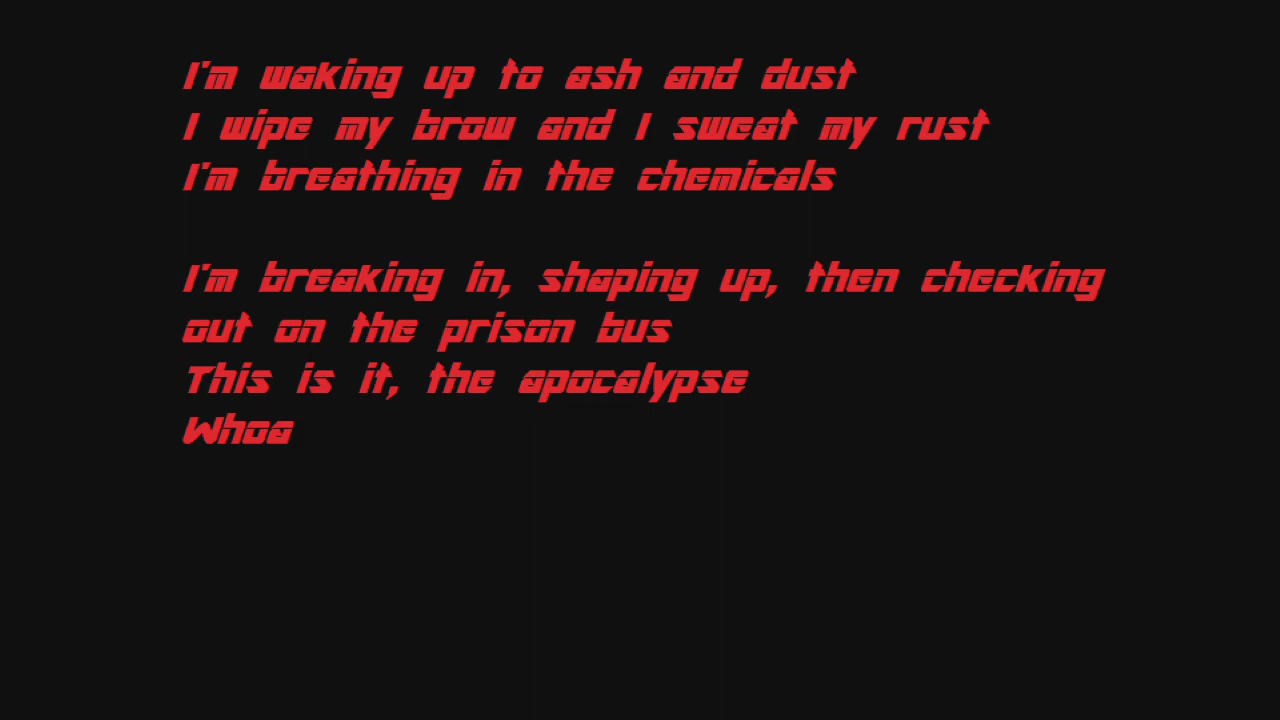 I'm waking up to ash and dust
I wipe my brow and I sweat my rust
I'm breathing in the chemicals
I'm breaking in, shaping up, then checking
out on the prison bus
This is it, the apocalypse
Whoa